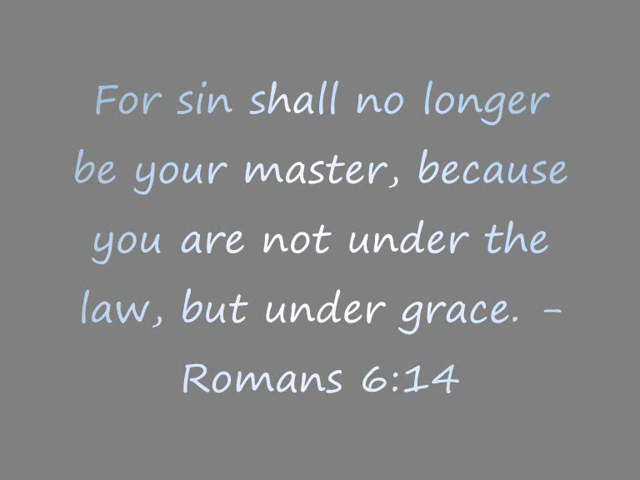 For sin shall no longer
be your master, because
you are not under the
law, but under grace. -
Romans 6:14